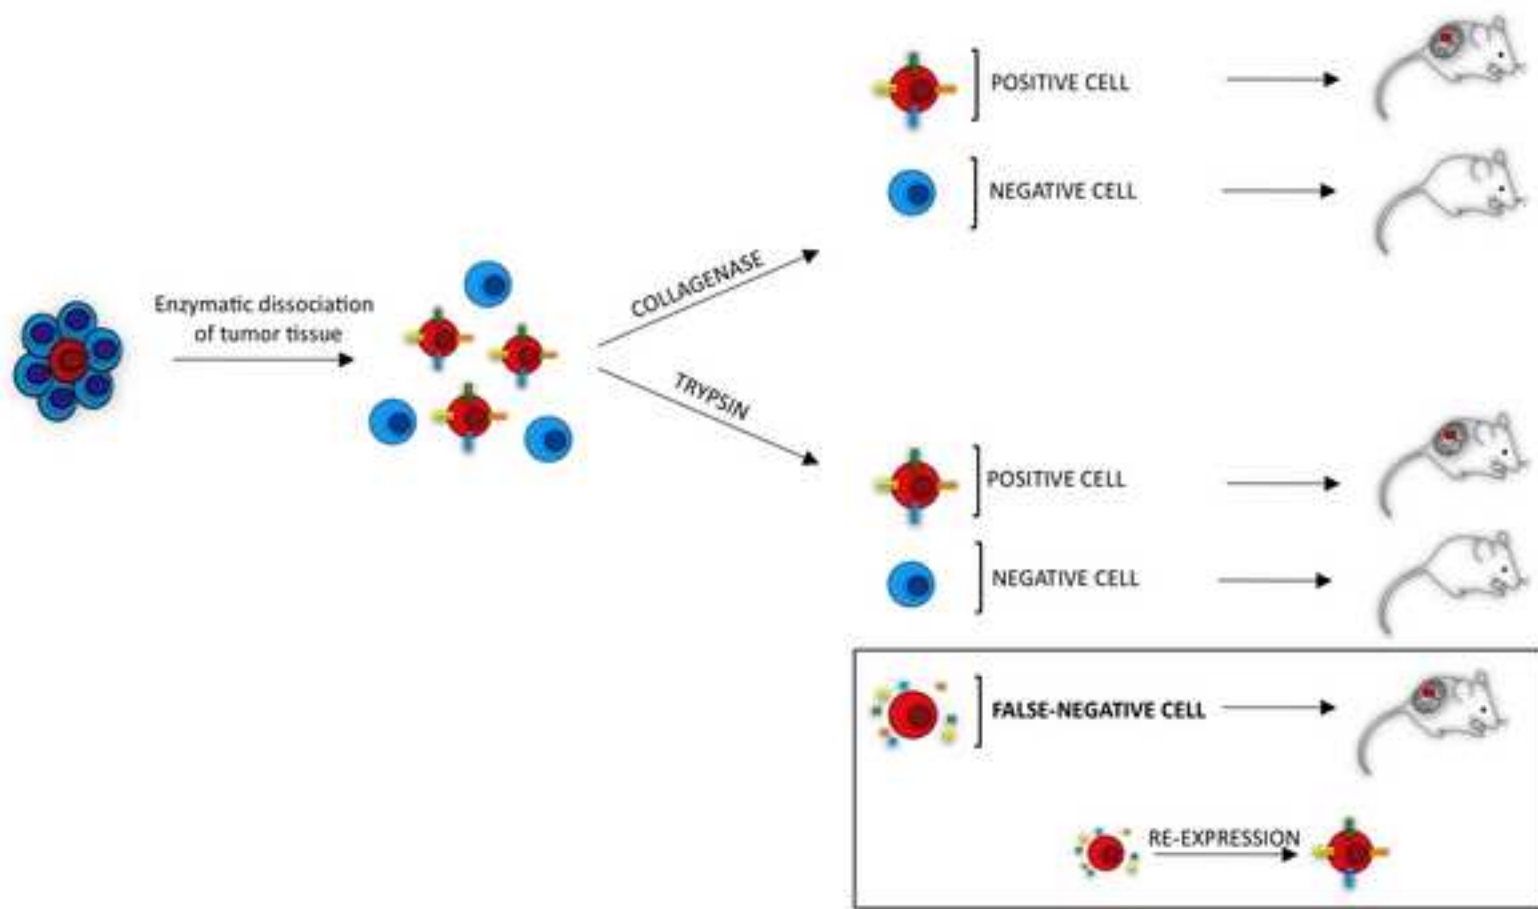 Enzymatic dissociation
of tumor tissue
COLLAGENASE
POSITIVE CELL
NEGATIVE CELL
TRYPSIN
POSITIVE CELL
NEGATIVE CELL
FALSE-NEGATIVE CELL
RE-EXPRESSION